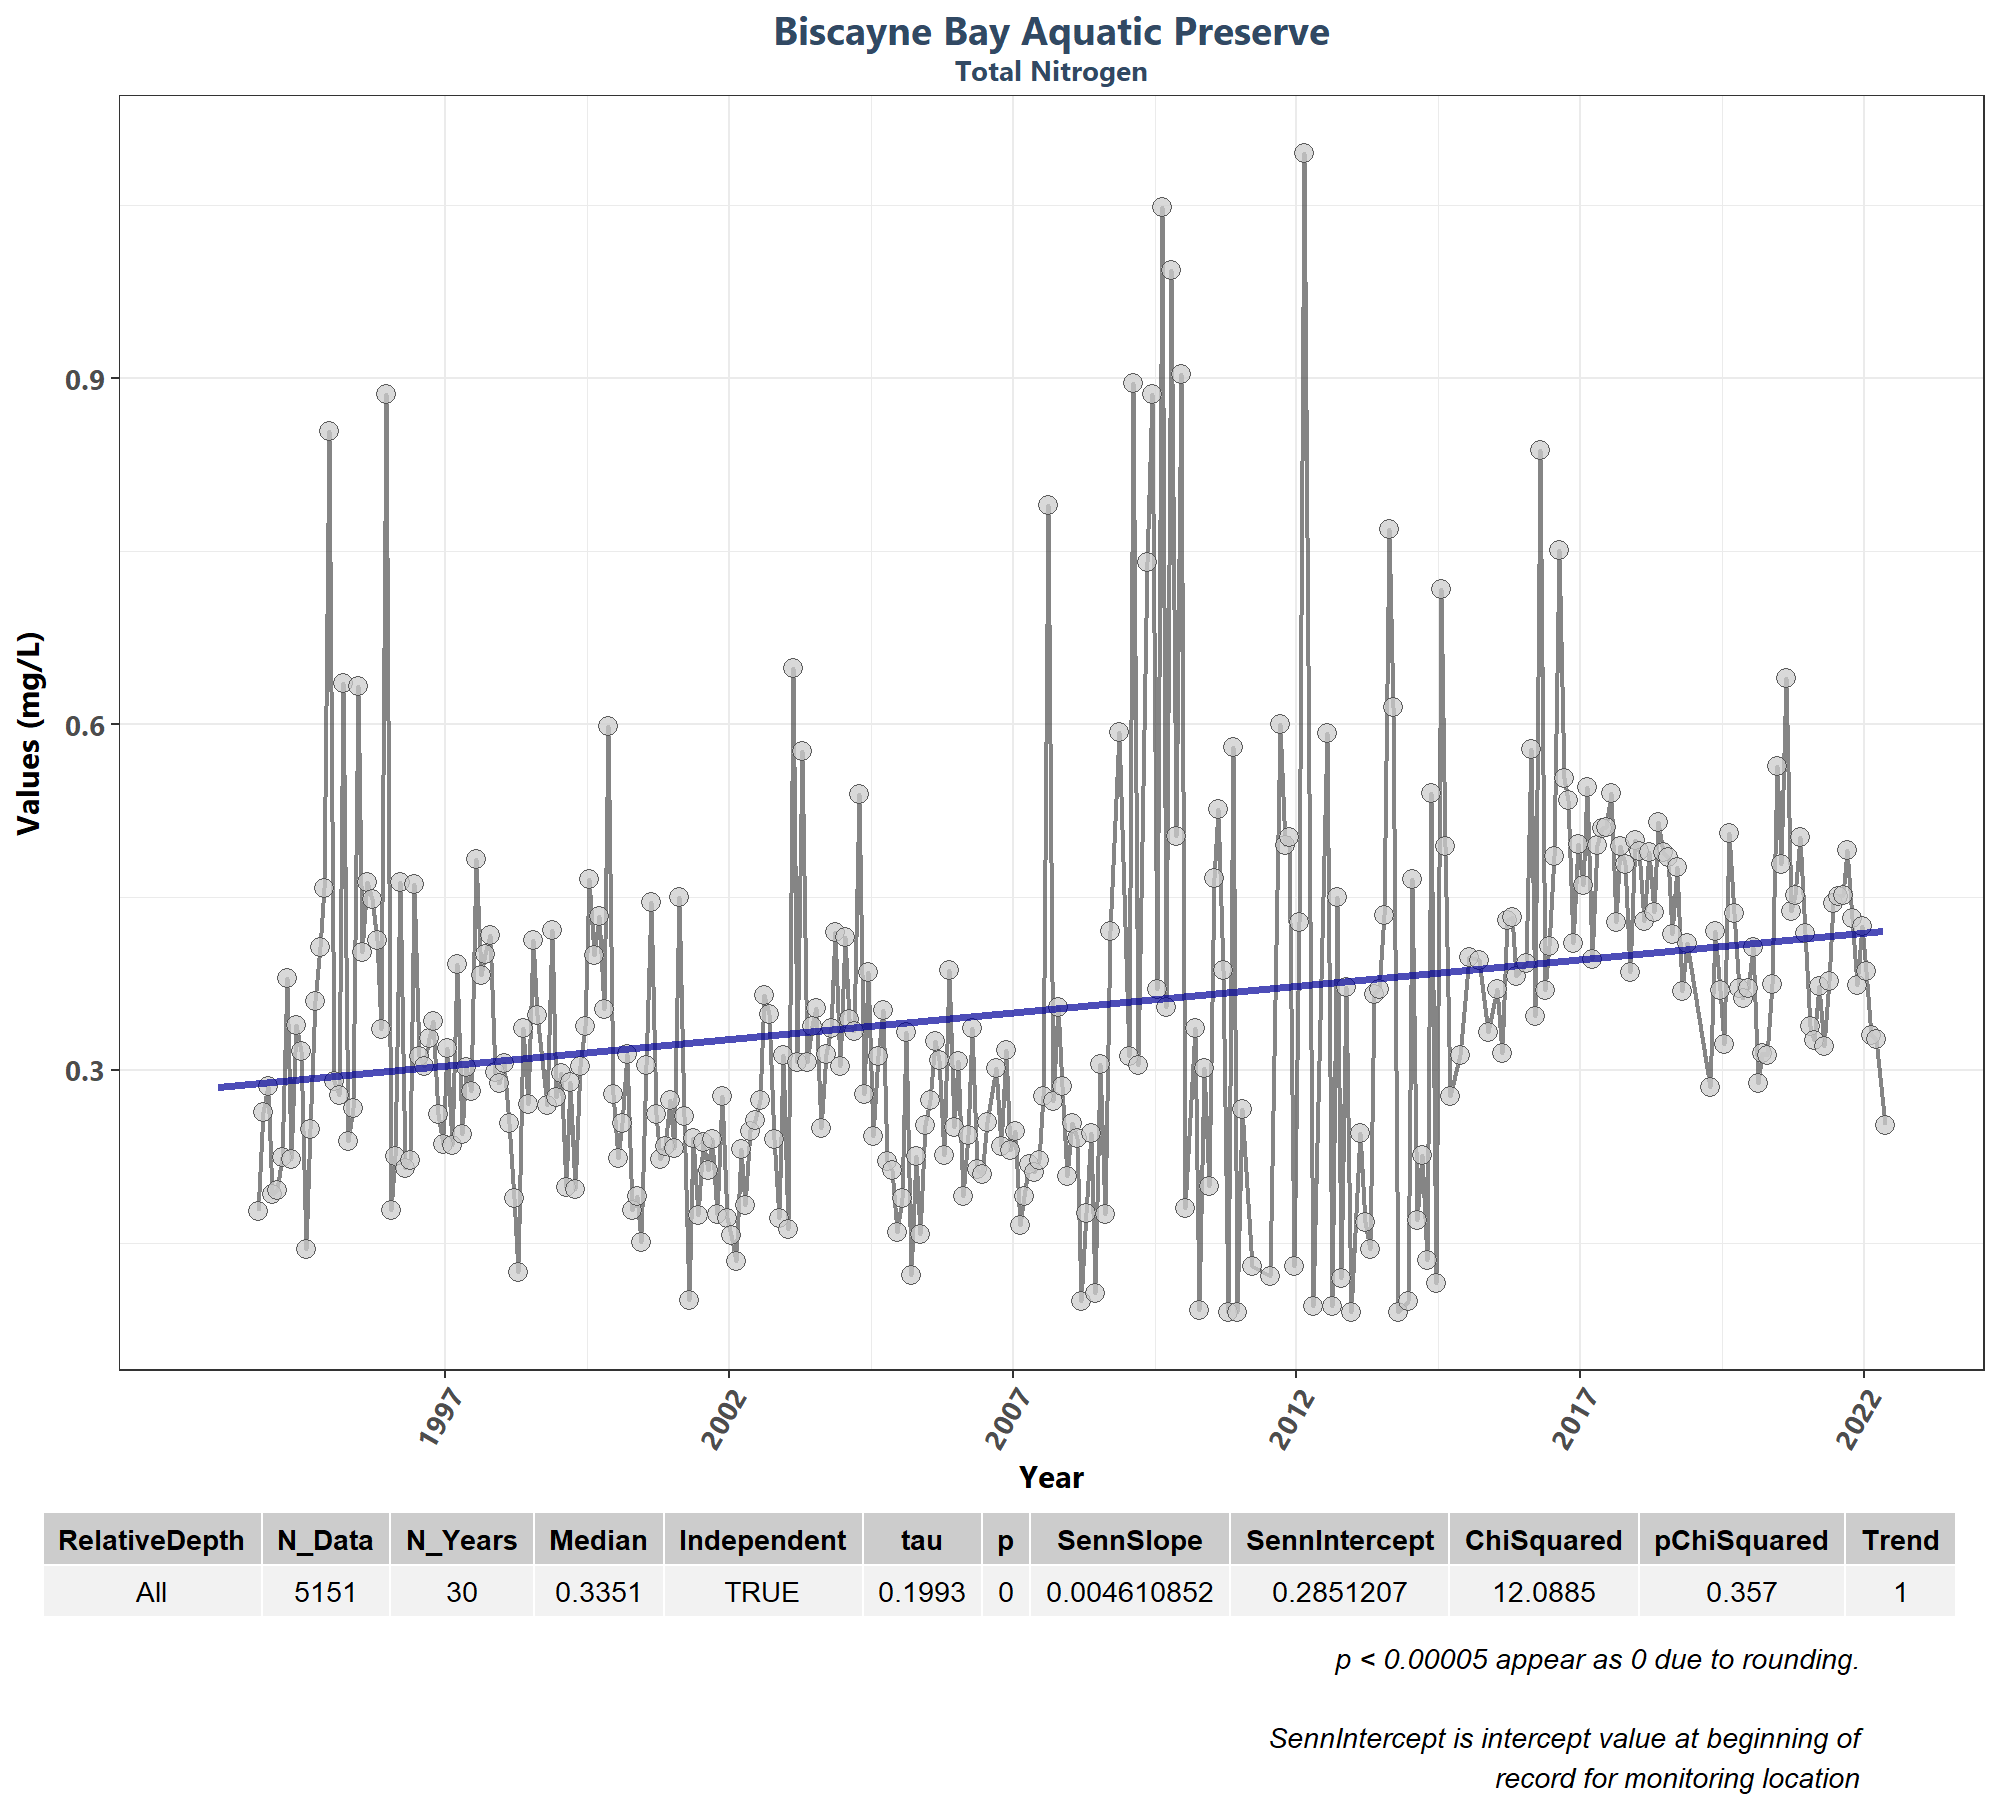 Biscayne Bay Aquatic Preserve
Total Nitrogen
Values (mg/L)
0.9
0.6
0.3
1997 2002 2007 2012 2017 2022
Year
RelativeDepth N_Data N_Years Median Independent tau p SennSlope SennIntercept ChiSquared pChiSquared Trend
All 5151 30 0.3351 TRUE 0.1993 0 0.004610852 0.2851207 12.0885 0.357 1
p < 0.00005 appear as 0 due to rounding.
SennIntercept is intercept value at beginning of
record for monitoring location